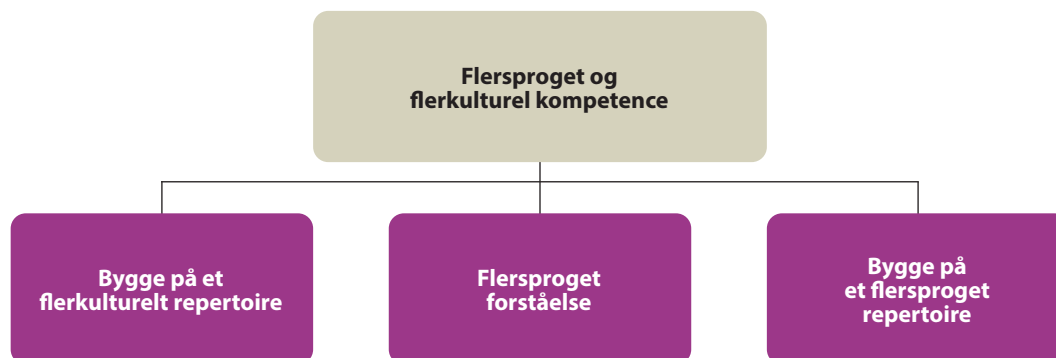 Flersproget og
flerkulturel kompetence
Bygge på et
flerkulturelt repertoire
Flersproget
forståelse
Bygge på
et flersproget
repertoire